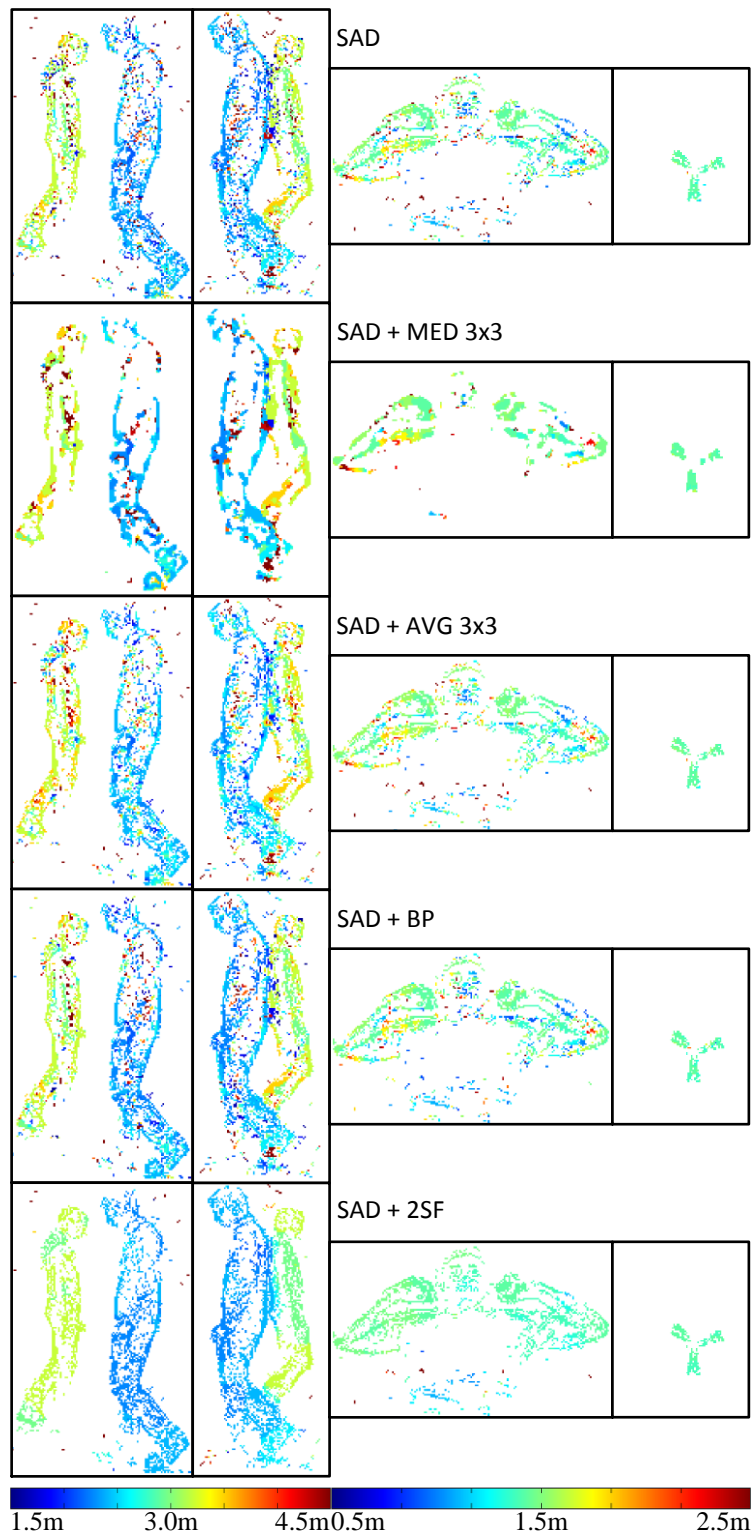 SAD
SAD + MED 3x3
SAD + AVG 3x3
SAD + BP
SAD + 2SF
1.5m 3.0m 4.5m 0.5m 1.5m 2.5m